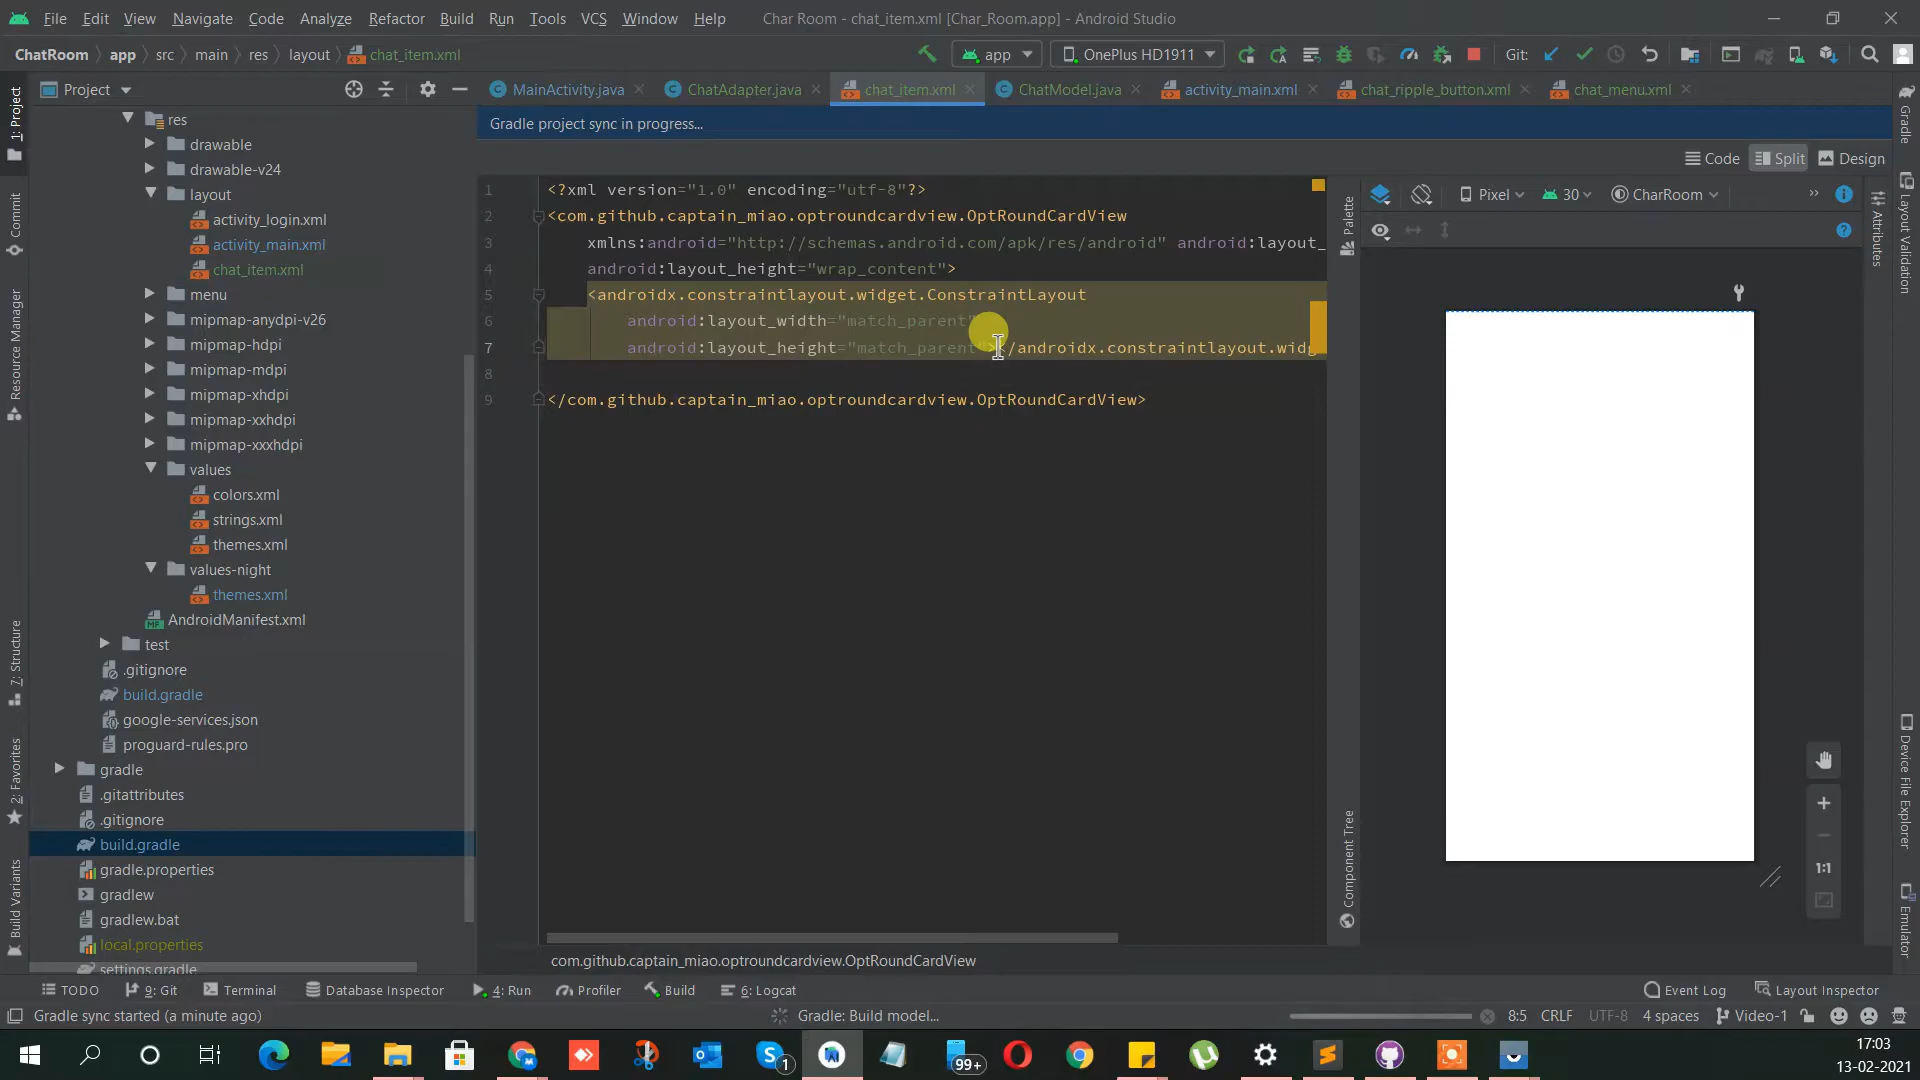 File Edit View Navigate Code Analyze Refactor Build Run Tools VCS Window Help Char Room - chat_item.xml [Char_Room.app] - Android Studio
ChatRoom app src main res layout chat_item.xml app OnePlus HD1911 Git:
Project MainActivity.java ChatAdapter.java chat_item.xml ChatModel.java activity_main.xml chat_ripple_button.xml chat_menu.xml
Gradle project sync in progress...
Code Split Design
Pixel 30 CharRoom
res
drawable
drawable-v24
layout
activity_login.xml
activity_main.xml
chat_item.xml
menu
mipmap-anydpi-v26
mipmap-hdpi
mipmap-mdpi
mipmap-xhdpi
mipmap-xxhdpi
mipmap-xxxhdpi
values
colors.xml
strings.xml
themes.xml
values-night
themes.xml
AndroidManifest.xml
test
.gitignore
build.gradle
google-services.json
proguard-rules.pro
gradle
.gitattributes
.gitignore
build.gradle
gradle.properties
gradlew
gradlew.bat
local.properties
settings.gradle
1 <?xml version="1.0" encoding="utf-8"?>
2 <com.github.captain_miao.optroundcardview.OptRoundCardView
3 xmlns:android="http://schemas.android.com/apk/res/android" android:layout_
4 android:layout_height="wrap_content">
5 <androidx.constraintlayout.widget.ConstraintLayout
6 android:layout_width="match_parent"
7 android:layout_height="match_parent"></androidx.constraintlayout.widg
8
9 </com.github.captain_miao.optroundcardview.OptRoundCardView>
com.github.captain_miao.optroundcardview.OptRoundCardView
1: Project
Commit
Resource Manager
7: Structure
2: Favorites
Build Variants
Palette
Component Tree
1:1
Gradle
Layout Validation
Attributes
Device File Explorer
Emulator
TODO 9: Git Terminal Database Inspector 4: Run Profiler Build 6: Logcat Event Log Layout Inspector
Gradle sync started (a minute ago) Gradle: Build model... 8:5 CRLF UTF-8 4 spaces Video-1
1 99+
17:03
13-02-2021